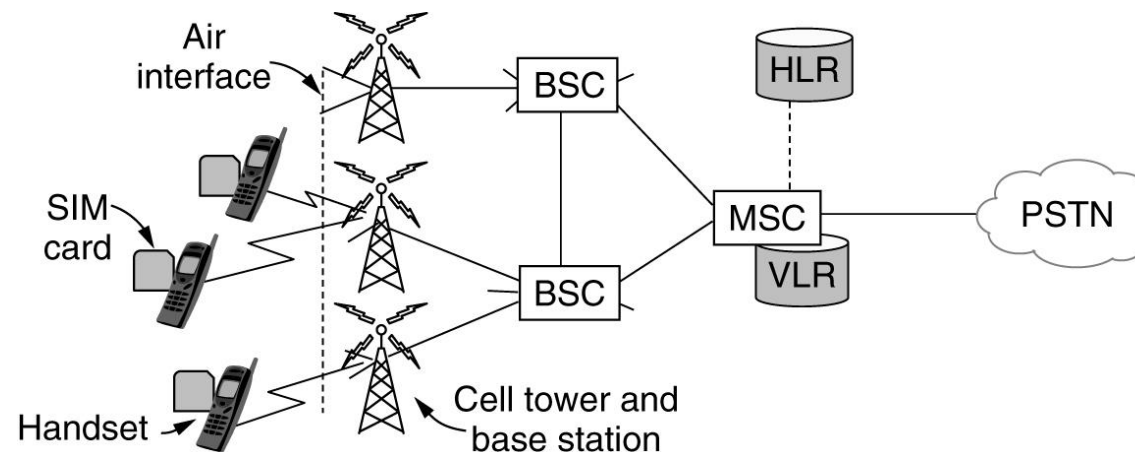 Air
interface
BSC
HLR
SIM
card
MSC
PSTN
VLR
BSC
Handset
Cell tower and
base station